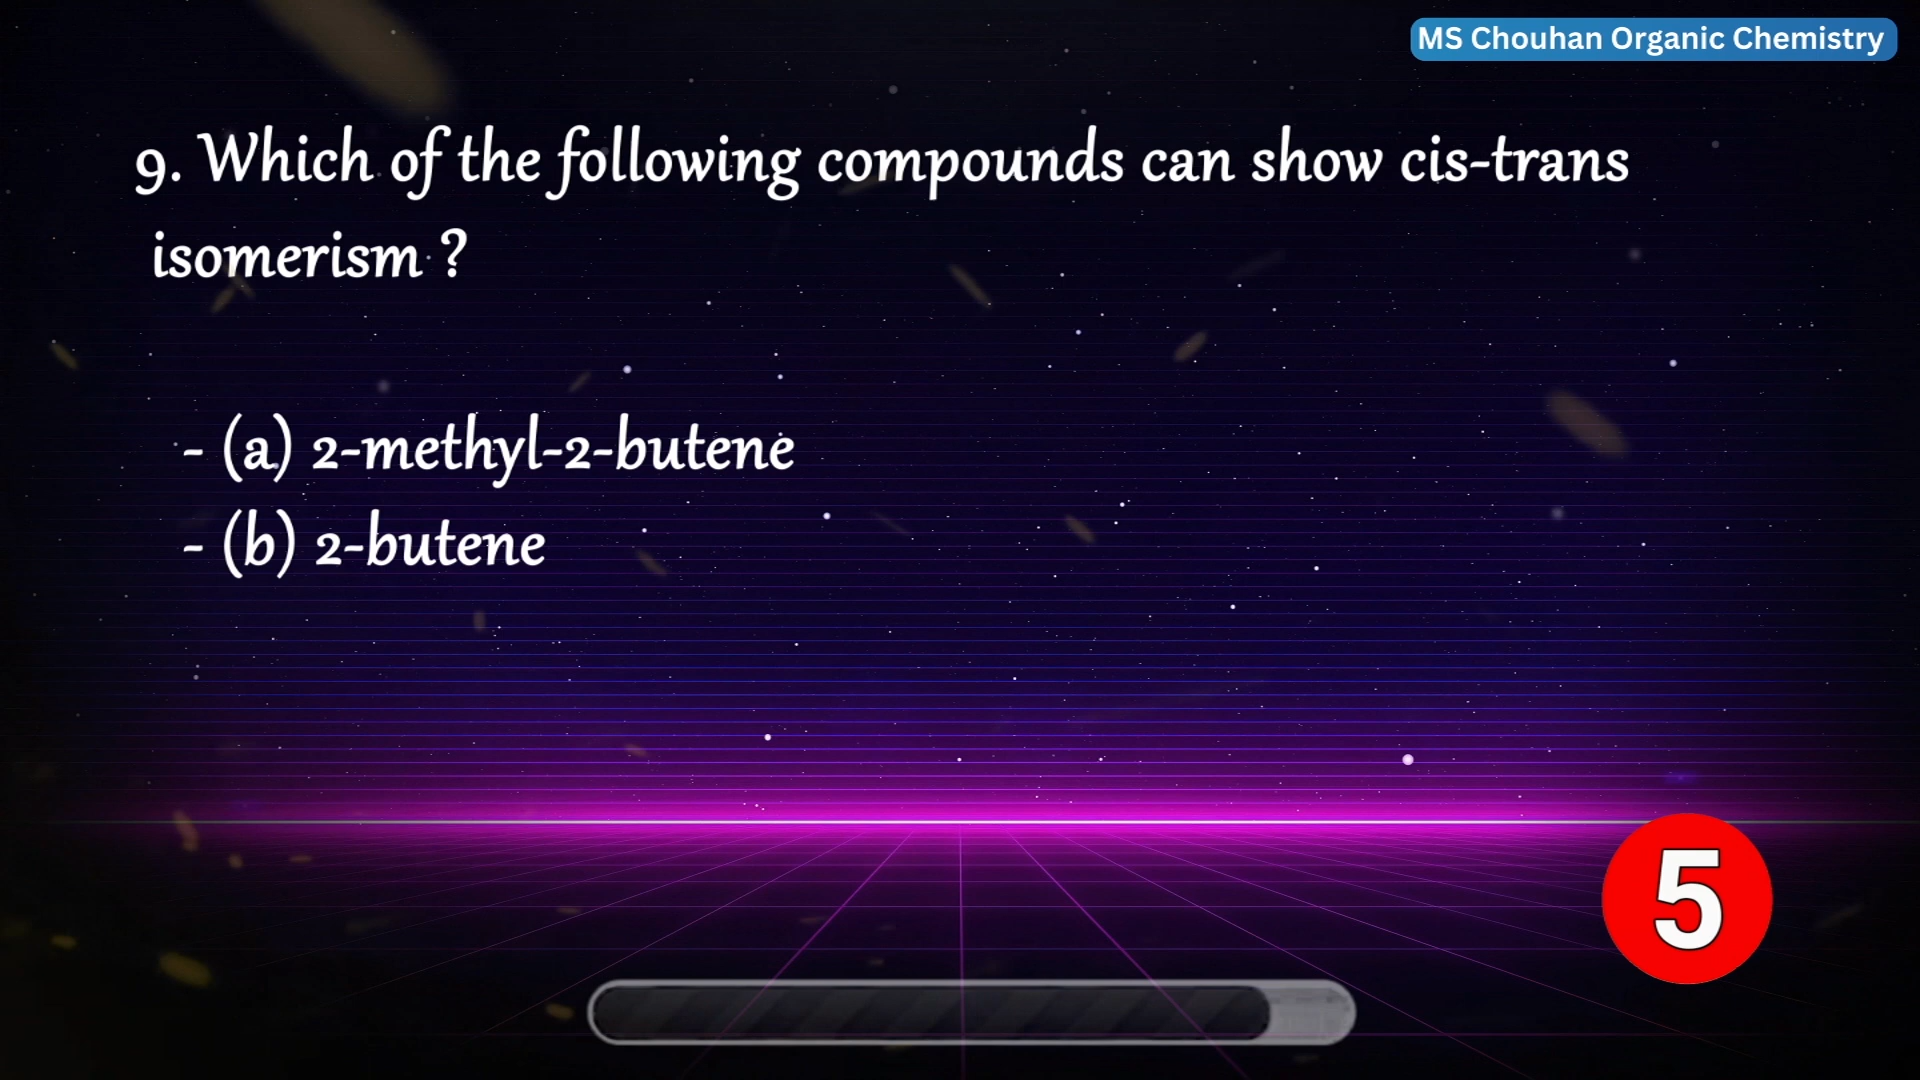 MS Chouhan Organic Chemistry
9. Which of the following compounds can show cis-trans
isomerism ?
- (a) 2-methyl-2-butene
- (b) 2-butene
5